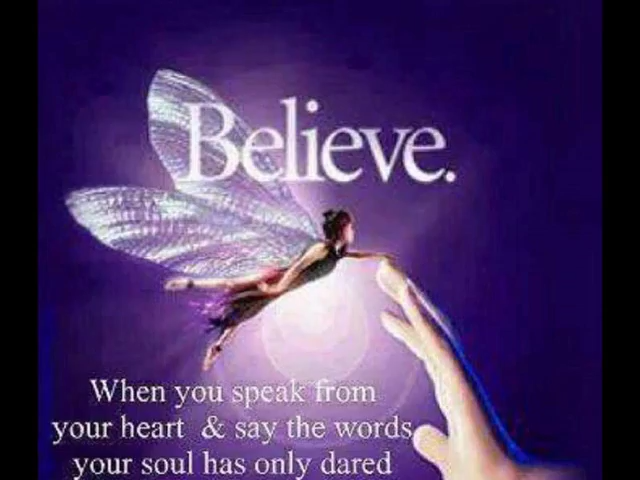 Believe.
When you speak from
your heart & say the words
your soul has only dared